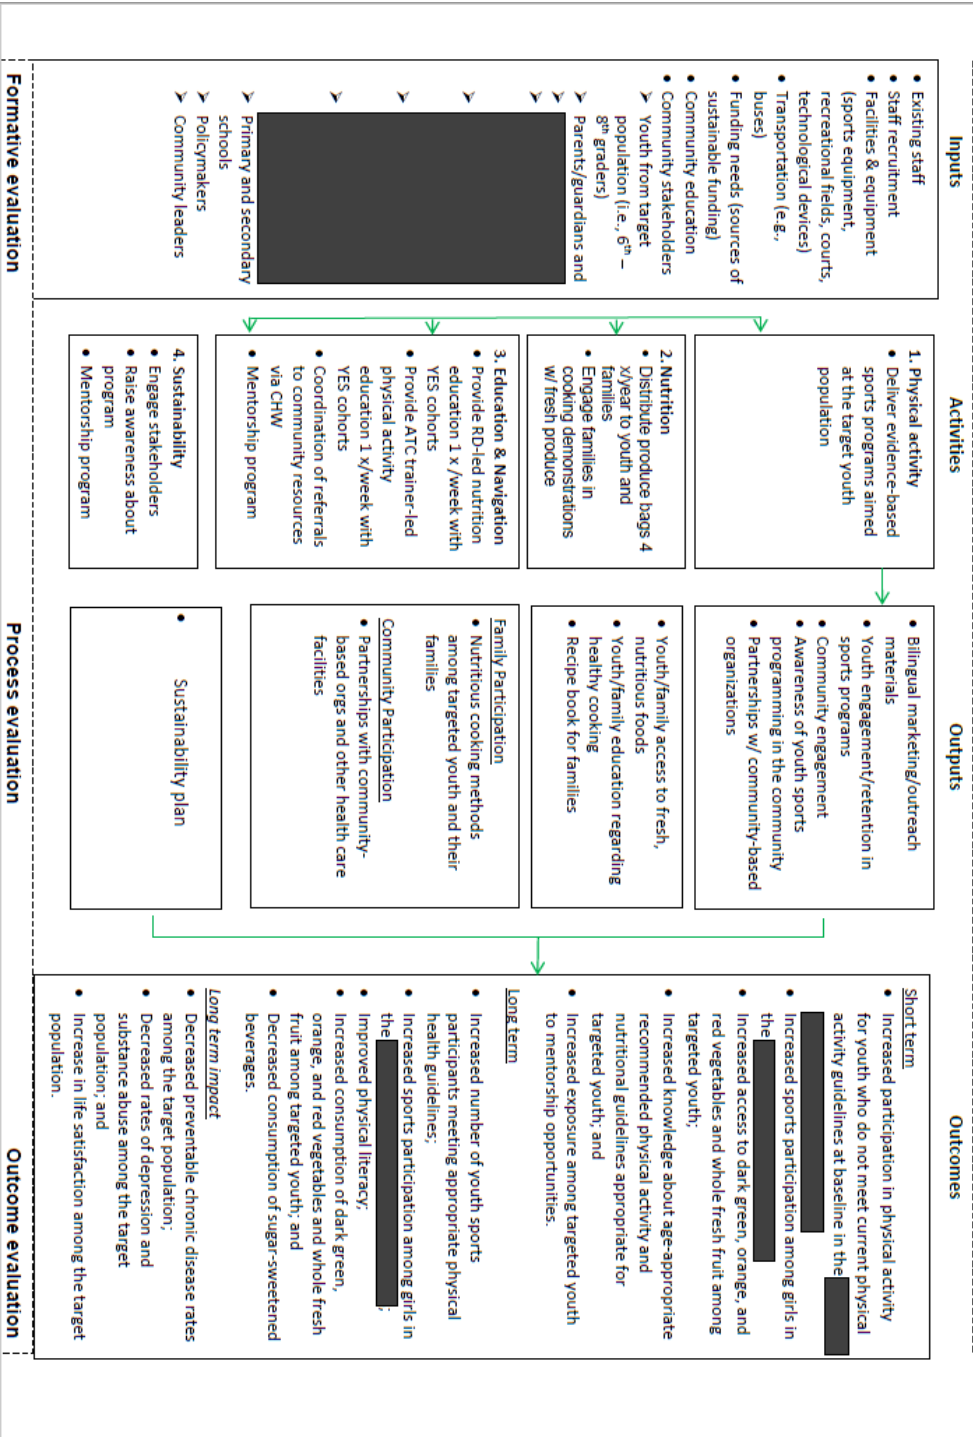 Inputs
Existing staff
Staff recruitment
Facilities & equipment
(sports equipment,
recreational fields, courts,
technological devices)
Transportation (e.g.,
buses)
Funding needs (sources of
sustainable funding)
Community education
Community stakeholders
Youth from target
population (i.e., 6th –
8th graders)
Parents/guardians and
Primary and secondary
schools
Policymakers
Community leaders
Formative evaluation
Activities
1. Physical activity
Deliver evidence-based
sports programs aimed
at the target youth
population
2. Nutrition
Distribute produce bags 4
x/year to youth and
families
Engage families in
cooking demonstrations
w/ fresh produce
3. Education & Navigation
Provide RD-led nutrition
education 1 x /week with
YES cohorts
Provide ATC trainer-led
physical activity
education 1 x/week with
YES cohorts
Coordination of referrals
to community resources
via CHW
Mentorship program
4. Sustainability
Engage stakeholders
Raise awareness about
program
Mentorship program
Outputs
Bilingual marketing/outreach
materials
Youth engagement/retention in
sports programs
Community engagement
Awareness of youth sports
programming in the community
Partnerships w/ community-based
organizations
Youth/family access to fresh,
nutritious foods
Youth/family education regarding
healthy cooking
Recipe book for families
Family Participation
Nutritious cooking methods
among targeted youth and their
families
Community Participation
Partnerships with community-
based orgs and other health care
facilities
Sustainability plan
Process evaluation
Outcomes
Short term
Increased participation in physical activity
for youth who do not meet current physical
activity guidelines at baseline in the
Increased sports participation among girls in
the
Increased access to dark green, orange, and
red vegetables and whole fresh fruit among
targeted youth;
Increased knowledge about age-appropriate
recommended physical activity and
nutritional guidelines appropriate for
targeted youth; and
Increased exposure among targeted youth
to mentorship opportunities.
Long term
Increased number of youth sports
participants meeting appropriate physical
health guidelines;
Increased sports participation among girls in
the ;
Improved physical literacy;
Increased consumption of dark green,
orange, and red vegetables and whole fresh
fruit among targeted youth; and
Decreased consumption of sugar-sweetened
beverages.
Long term impact
Decreased preventable chronic disease rates
among the target population;
Decreased rates of depression and
substance abuse among the target
population; and
Increase in life satisfaction among the target
population.
Outcome evaluation